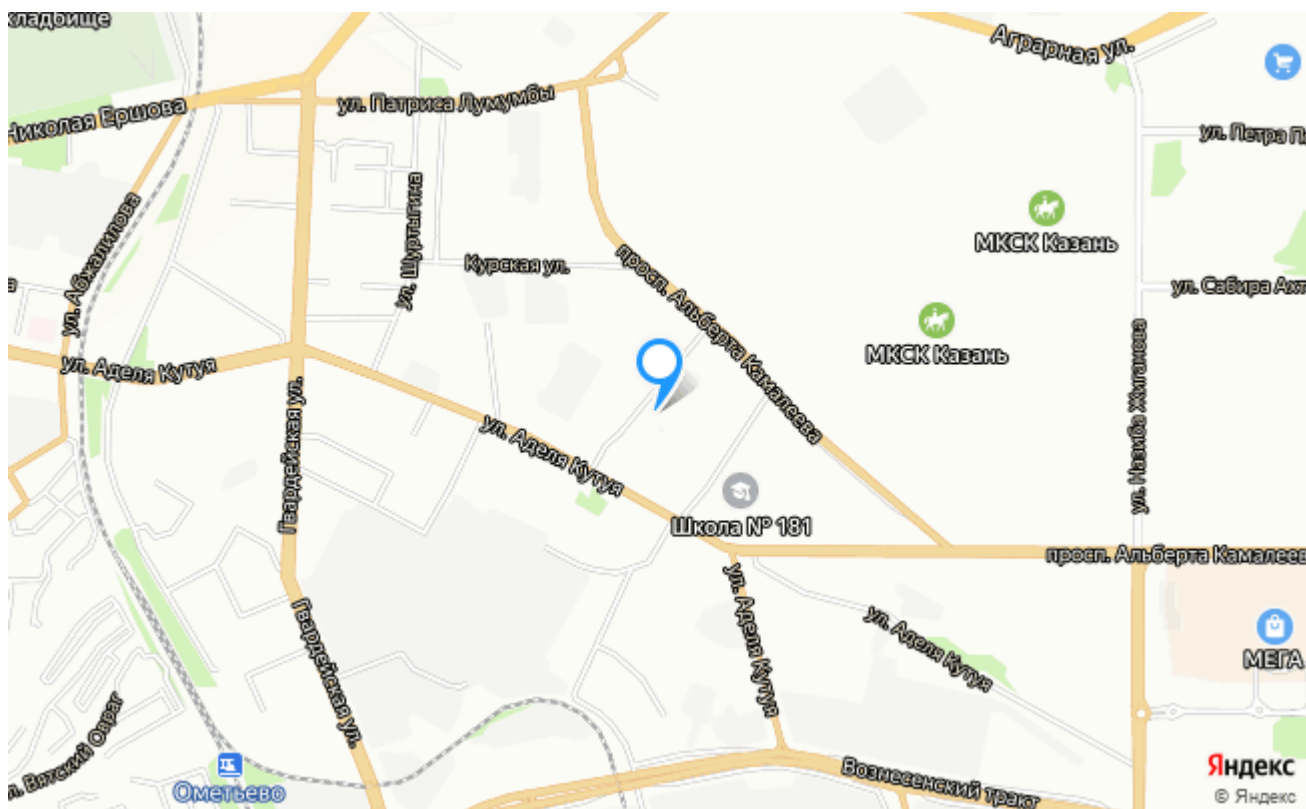 кладбище
Аграрная ул.
ул. Патриса Лумумбы
Николая Ершова
ул. Петра П
ул. Абжалилова
ул. Шуртыгина
МКСК Казань
Курская ул.
просп. Альберта Камалеева
ул. Сабира Ахт
МКСК Казань
ул. Назиба Жиганова
ул. Аделя Кутуя
Гвардейская ул.
ул. Аделя Кутуя
Школа № 181
просп. Альберта Камалеев
ул. Аделя Кутуя
ул. Аделя Кутуя
Гвардейская ул.
МЕГА
л. Вятский Овраг
Ометьево
Вознесенский тракт
Яндекс
© Яндекс